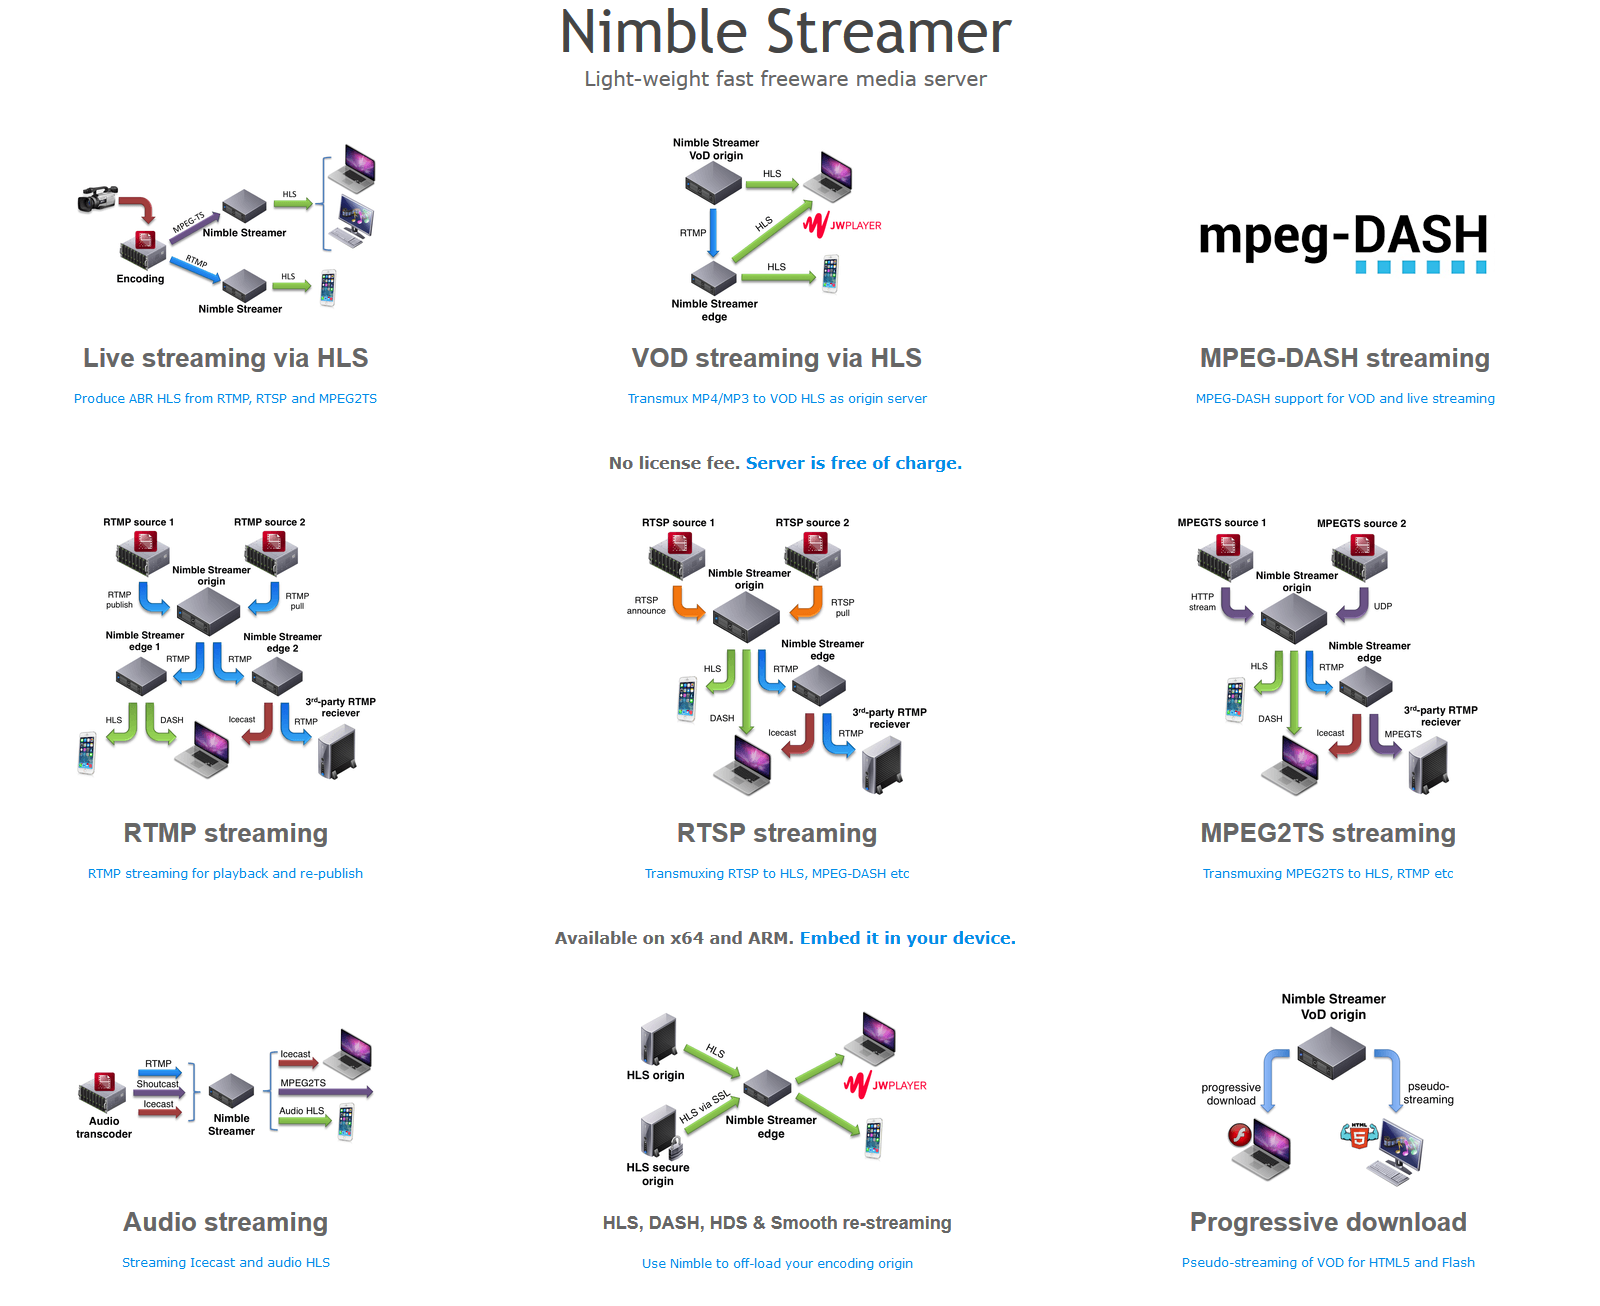 Nimble Streamer
Light-weight fast freeware media server
MPEG-TS
RTMP
Encoding
Nimble Streamer
HLS
Nimble Streamer
HLS
Live streaming via HLS
Produce ABR HLS from RTMP, RTSP and MPEG2TS
Nimble Streamer
VoD origin
HLS
RTMP
HLS
JWPLAYER
HLS
Nimble Streamer
edge
VOD streaming via HLS
Transmux MP4/MP3 to VOD HLS as origin server
mpeg-DASH
MPEG-DASH streaming
MPEG-DASH support for VOD and live streaming
No license fee. Server is free of charge.
RTMP source 1
RTMP source 2
Nimble Streamer
origin
RTMP
publish
RTMP
pull
Nimble Streamer
edge 1
Nimble Streamer
edge 2
RTMP
RTMP
3rd-party RTMP
reciever
HLS
DASH
Icecast
RTMP
RTMP streaming
RTMP streaming for playback and re-publish
RTSP source 1
RTSP source 2
Nimble Streamer
origin
RTSP
announce
RTSP
pull
Nimble Streamer
edge
HLS
RTMP
DASH
3rd-party RTMP
reciever
Icecast
RTMP
RTSP streaming
Transmuxing RTSP to HLS, MPEG-DASH etc
MPEGTS source 1
MPEGTS source 2
Nimble Streamer
origin
HTTP
stream
UDP
Nimble Streamer
edge
HLS
RTMP
DASH
3rd-party RTMP
reciever
Icecast
MPEGTS
MPEG2TS streaming
Transmuxing MPEG2TS to HLS, RTMP etc
Available on x64 and ARM. Embed it in your device.
RTMP
Shoutcast
Icecast
Audio
transcoder
Nimble
Streamer
Icecast
MPEG2TS
Audio HLS
Audio streaming
Streaming Icecast and audio HLS
HLS
HLS origin
HLS via SSL
HLS secure
origin
Nimble Streamer
edge
JWPLAYER
HLS, DASH, HDS & Smooth re-streaming
Use Nimble to off-load your encoding origin
Nimble Streamer
VoD origin
progressive
download
pseudo-
streaming
HTML
5
Progressive download
Pseudo-streaming of VOD for HTML5 and Flash